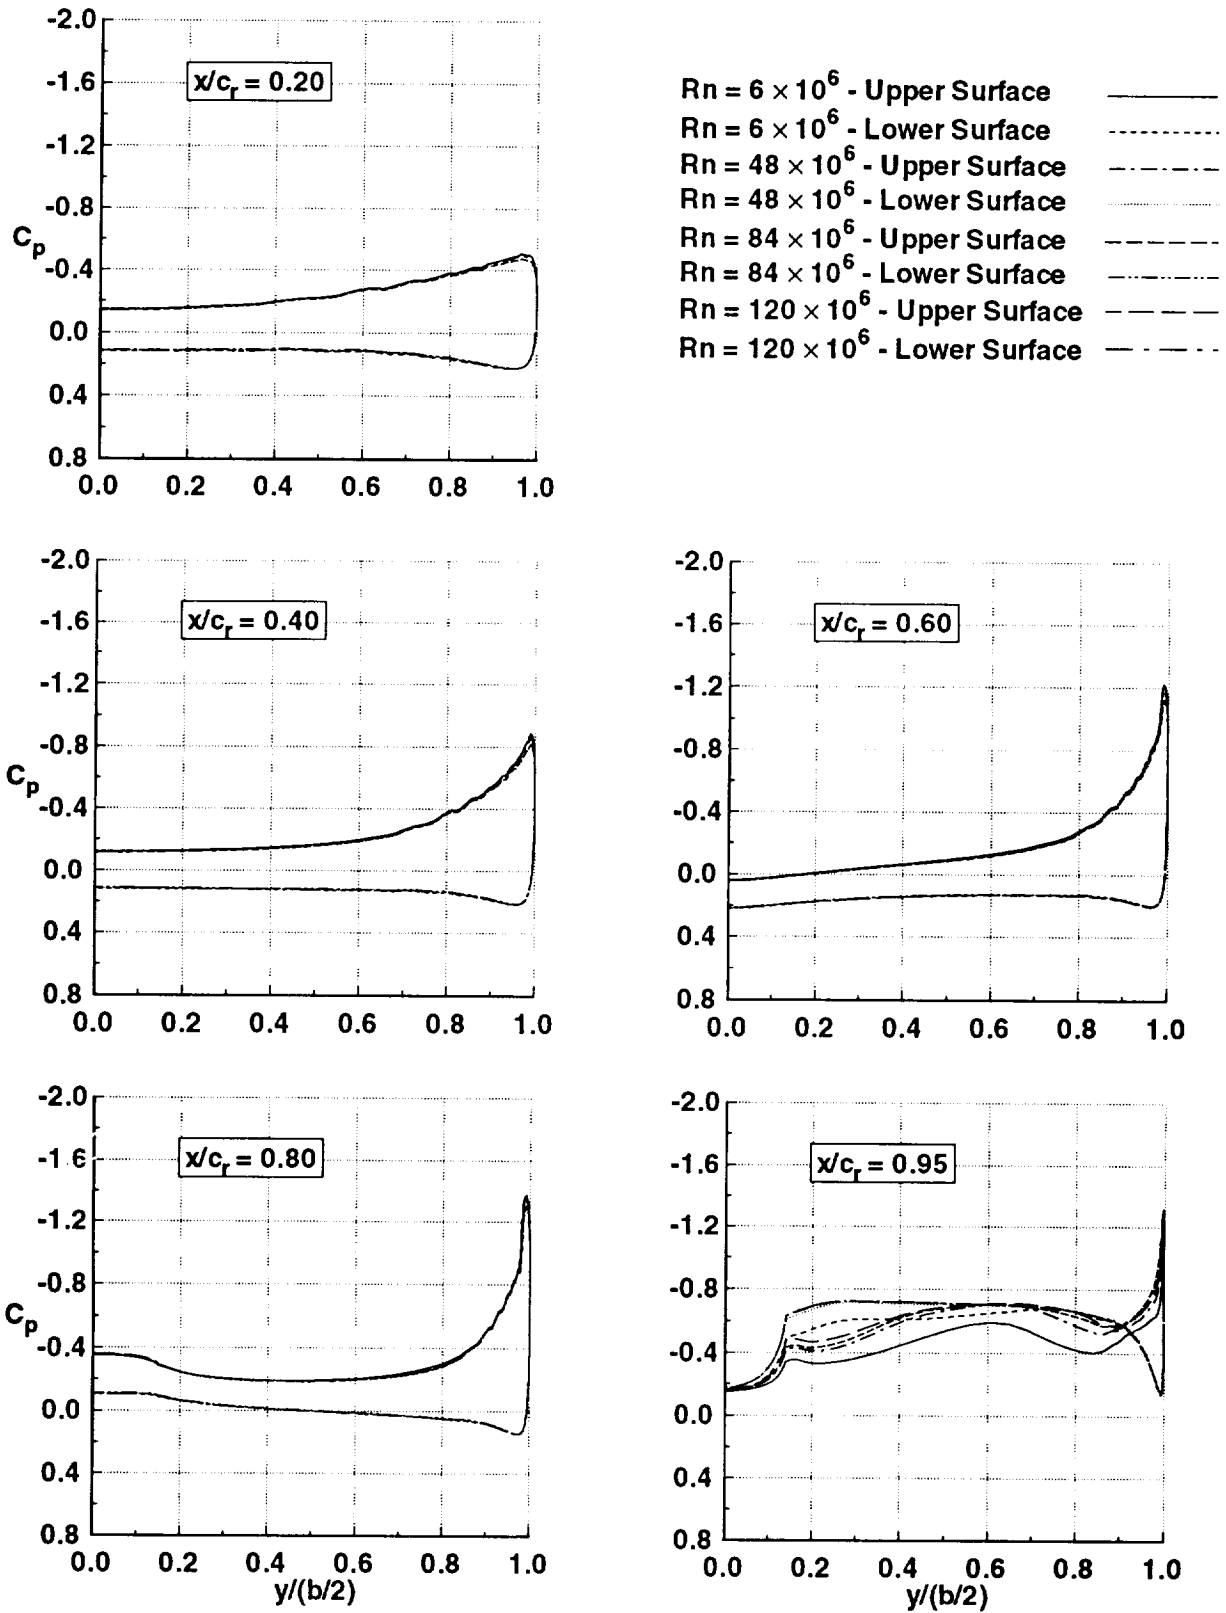 -2.0
-1.6
-1.2
-0.8
-0.4
0.0
0.4
0.8
C_p
x/c_r = 0.20
0.0 0.2 0.4 0.6 0.8 1.0
Rn = 6 × 10^6 - Upper Surface
Rn = 6 × 10^6 - Lower Surface
Rn = 48 × 10^6 - Upper Surface
Rn = 48 × 10^6 - Lower Surface
Rn = 84 × 10^6 - Upper Surface
Rn = 84 × 10^6 - Lower Surface
Rn = 120 × 10^6 - Upper Surface
Rn = 120 × 10^6 - Lower Surface
-2.0
-1.6
-1.2
-0.8
-0.4
0.0
0.4
0.8
C_p
x/c_r = 0.40
0.0 0.2 0.4 0.6 0.8 1.0
-2.0
-1.6
-1.2
-0.8
-0.4
0.0
0.4
0.8
x/c_r = 0.60
0.0 0.2 0.4 0.6 0.8 1.0
-2.0
-1.6
-1.2
-0.8
-0.4
0.0
0.4
0.8
C_p
x/c_r = 0.80
0.0 0.2 0.4 0.6 0.8 1.0
y/(b/2)
-2.0
-1.6
-1.2
-0.8
-0.4
0.0
0.4
0.8
x/c_r = 0.95
0.0 0.2 0.4 0.6 0.8 1.0
y/(b/2)